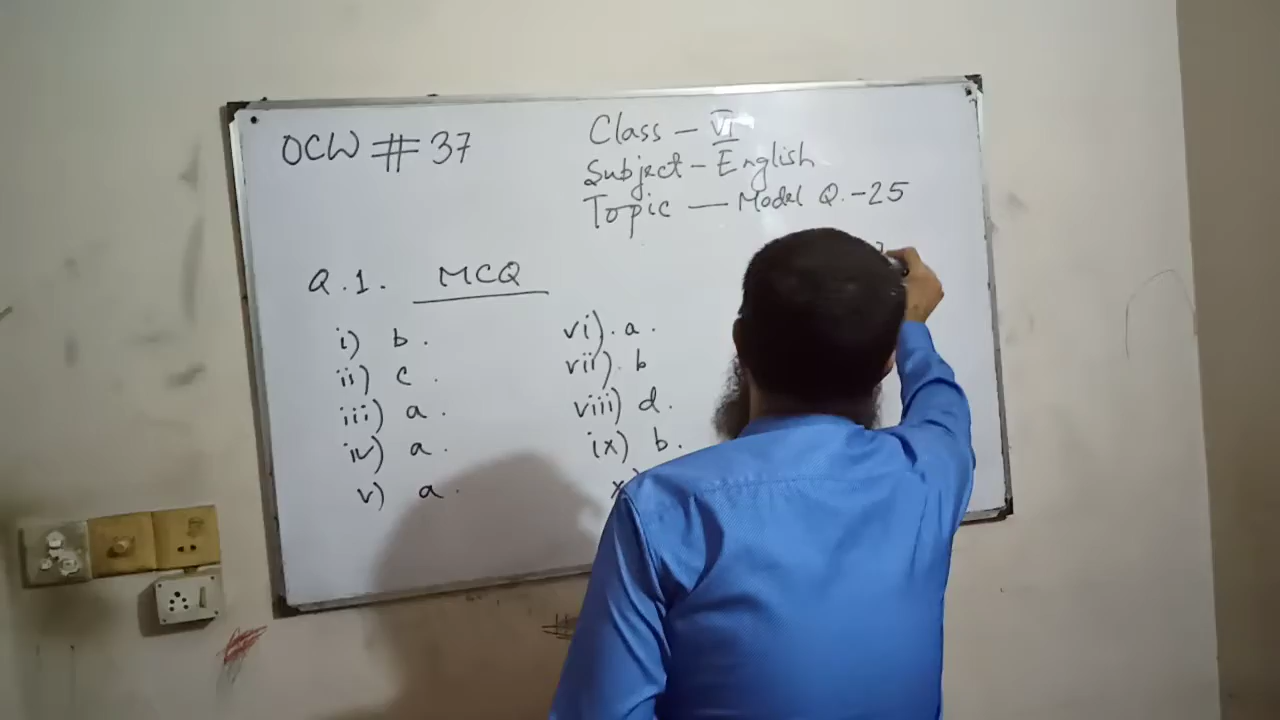 OCW # 37
Class – VI
Subject – English
Topic — Model Q. – 25
Q.1. MCQ
i) b.
ii) c.
iii) a.
iv) a.
v) a.
vi). a.
vii). b
viii) d.
ix) b.
x)